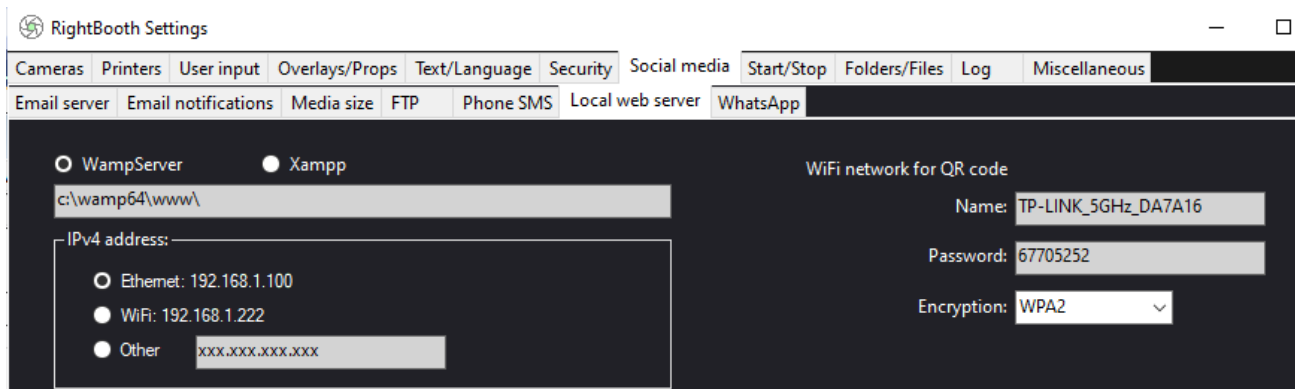 RightBooth Settings
Cameras Printers User input Overlays/Props Text/Language Security Social media Start/Stop Folders/Files Log Miscellaneous
Email server Email notifications Media size FTP Phone SMS Local web server WhatsApp
WampServer Xampp
c:\wamp64\www\
IPv4 address:
Ethernet: 192.168.1.100
WiFi: 192.168.1.222
Other xxx.xxx.xxx.xxx
WiFi network for QR code
Name: TP-LINK_5GHz_DA7A16
Password: 67705252
Encryption: WPA2